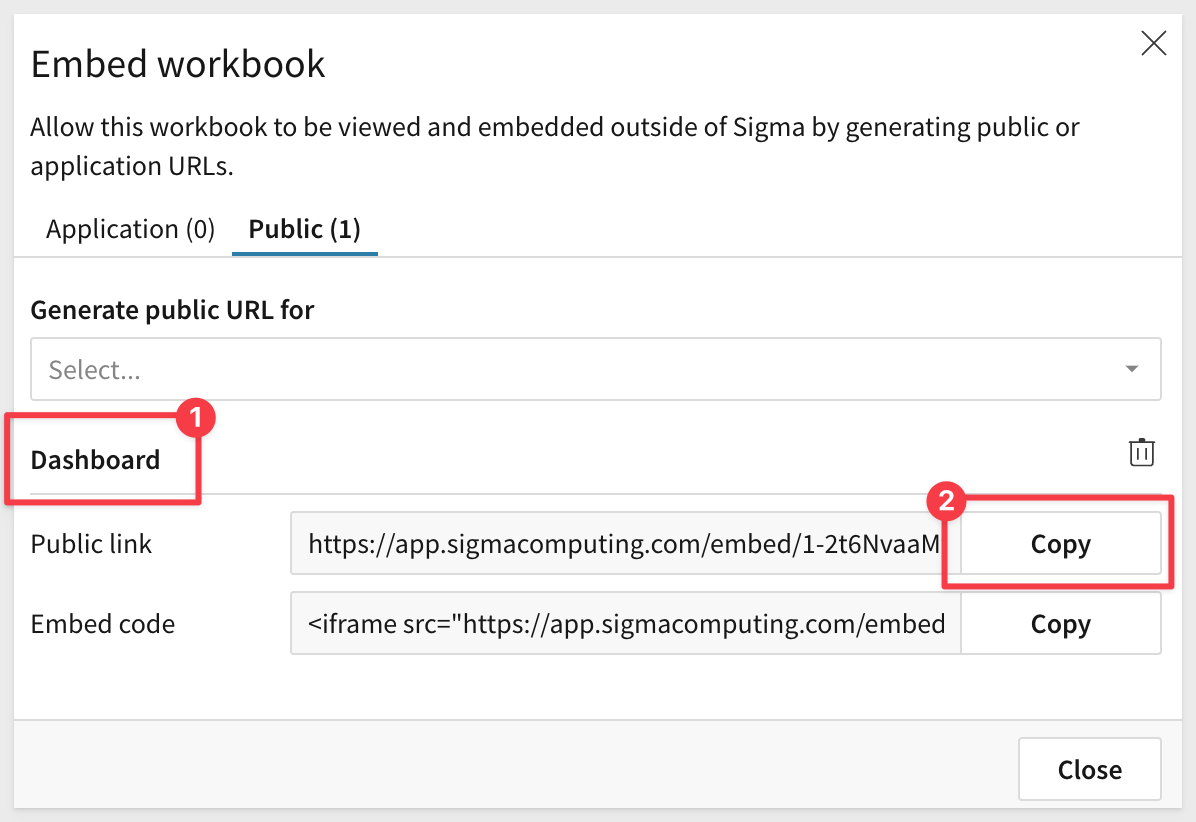 Embed workbook
Allow this workbook to be viewed and embedded outside of Sigma by generating public or
application URLs.
Application (0) Public (1)
Generate public URL for
Select...
1
Dashboard
2
Public link https://app.sigmacomputing.com/embed/1-2t6NvaaM Copy
Embed code <iframe src="https://app.sigmacomputing.com/embed Copy
Close